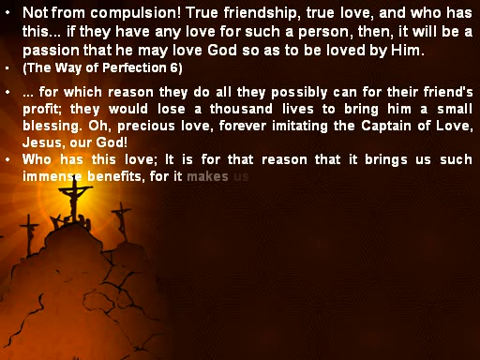 • Not from compulsion! True friendship, true love, and who has
this... if they have any love for such a person, then, it will be a
passion that he may love God so as to be loved by Him.
• (The Way of Perfection 6)
• ... for which reason they do all they possibly can for their friend's
profit; they would lose a thousand lives to bring him a small
blessing. Oh, precious love, forever imitating the Captain of Love,
Jesus, our God!
• Who has this love; It is for that reason that it brings us such
immense benefits, for it makes us